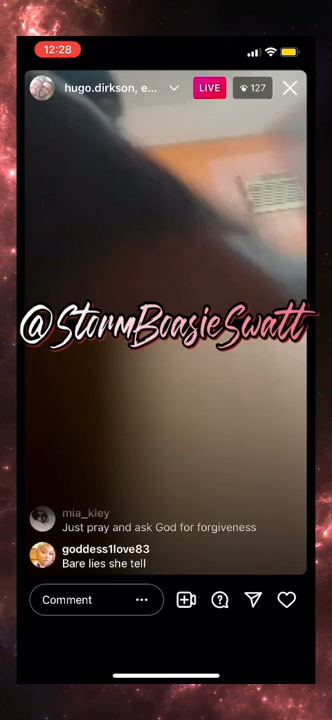 12:28
hugo.dirkson, e...
LIVE
127
@StormBoasieSwatt
mia_kley
Just pray and ask God for forgiveness
goddess1love83
Bare lies she tell
Comment